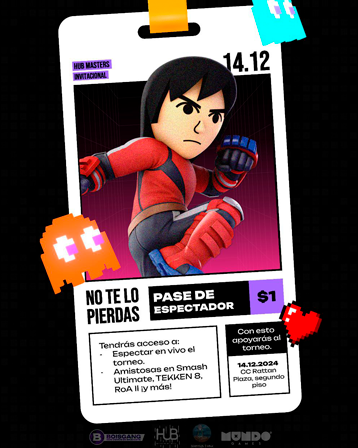 HUB MASTERS
INVITACIONAL
14.12
NO TE LO
PIERDAS
PASE DE
ESPECTADOR
$1
Tendrás acceso a:
- Espectar en vivo el
torneo.
- Amistosos en Smash
Ultimate, TEKKEN 8,
RoA II ¡y más!
Con esto
apoyarás al
torneo.
14.12.2024
CC Rattan
Plaza, segundo
piso
HUB
MUNDO